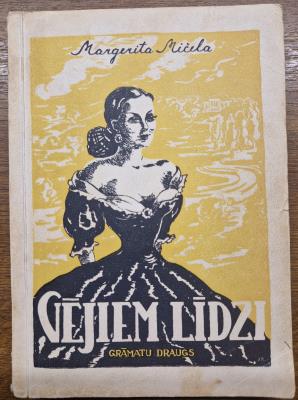 Margerita Mičela
VĒJIEM LĪDZI
GRĀMATU DRAUGS